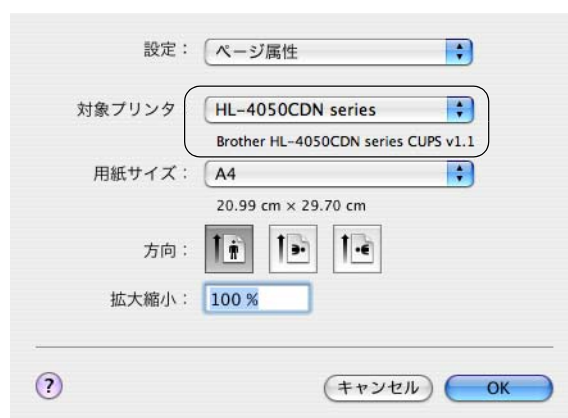 設定： ページ属性
対象プリンタ： HL-4050CDN series
Brother HL-4050CDN series CUPS v1.1
用紙サイズ： A4
20.99 cm × 29.70 cm
方向：
拡大縮小： 100 %
? キャンセル OK